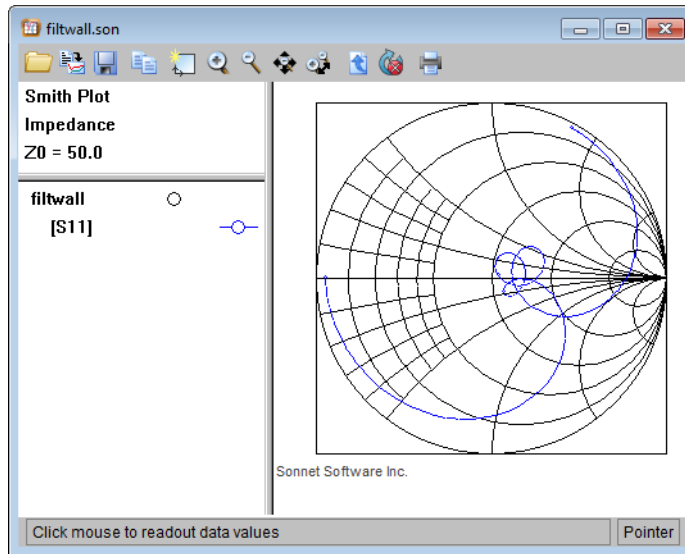 filtwall.son
Smith Plot
Impedance
Z0 = 50.0
filtwall
[S11]
Sonnet Software Inc.
Click mouse to readout data values
Pointer